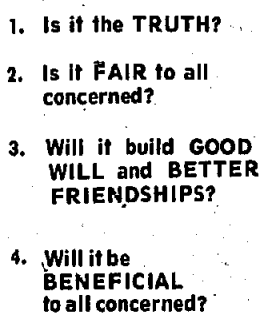 1. Is it the TRUTH?
2. Is it FAIR to all
concerned?
3. Will it build GOOD
WILL and BETTER
FRIENDSHIPS?
4. Will it be
BENEFICIAL
to all concerned?